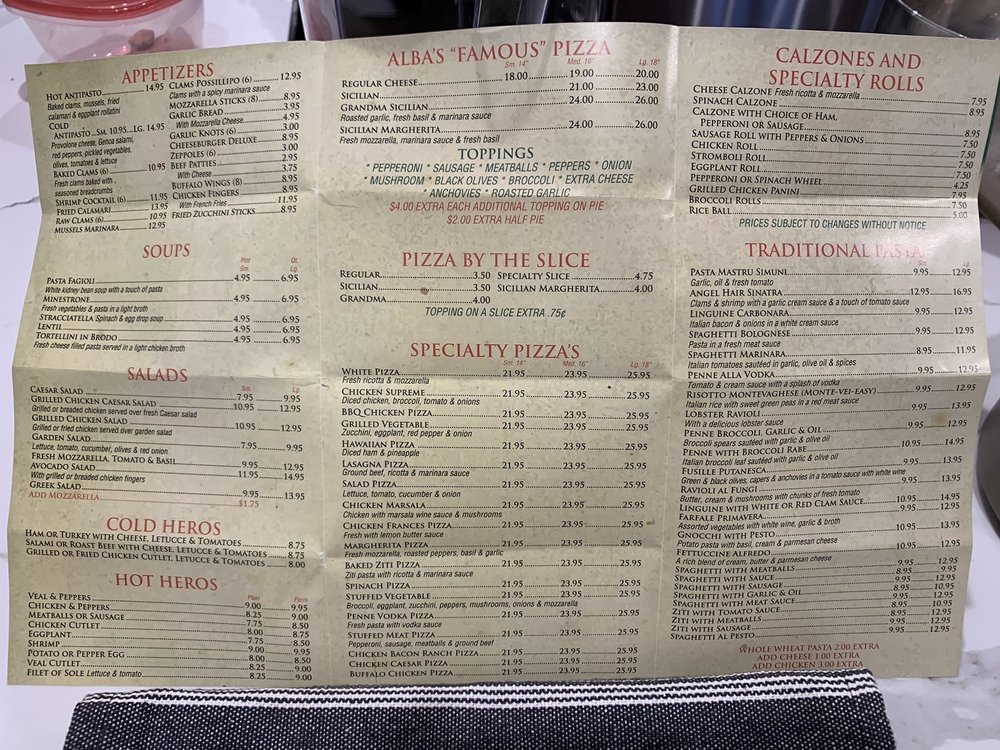 APPETIZERS
HOT ANTIPASTO 14.95
Baked clams, mussels, fried
calamari & eggplant rollatini
COLD
ANTIPASTO SM. 10.95 LG. 14.95
Provolone cheese, Genoa salami,
red peppers, pickled vegetables,
olives, tomatoes & lettuce
BAKED CLAMS (6) 10.95
Fresh clams baked with
seasoned breadcrumbs
SHRIMP COCKTAIL (6) 11.95
FRIED CALAMARI 13.95
RAW CLAMS (6) 10.95
MUSSELS MARINARA 12.95
CLAMS POSSILLIPO (6) 12.95
Clams with a spicy marinara sauce
MOZZARELLA STICKS (8) 8.95
GARLIC BREAD 3.95
With Mozzarella Cheese 4.95
GARLIC KNOTS (6) 3.00
CHEESEBURGER DELUXE 8.95
ZEPPOLES (6) 3.00
BEEF PATTIES 2.95
With Cheese 3.75
BUFFALO WINGS (8) 8.95
CHICKEN FINGERS 8.95
With French Fries 11.95
FRIED ZUCCHINI STICKS 8.95
SOUPS
Pint Qt.
Sm. Lg.
PASTA FAGIOLI 4.95 6.95
White kidney bean soup with a touch of pasta
MINESTRONE 4.95 6.95
Fresh vegetables & pasta in a light broth
STRACCIATELLA Spinach & egg drop soup 4.95 6.95
LENTIL 4.95 6.95
TORTELLINI IN BRODO 4.95 6.95
Fresh cheese filled pasta served in a light chicken broth
SALADS
Sm. Lg.
CAESAR SALAD 7.95 9.95
GRILLED CHICKEN CAESAR SALAD 10.95 12.95
Grilled or breaded chicken served over fresh Caesar salad
GRILLED CHICKEN SALAD 10.95 12.95
Grilled or fried chicken served over garden salad
GARDEN SALAD 7.95 9.95
Lettuce, tomato, cucumber, olives & red onion
FRESH MOZZARELLA, TOMATO & BASIL 9.95 12.95
AVOCADO SALAD 11.95 14.95
With grilled or breaded chicken fingers
GREEK SALAD 9.95 13.95
ADD MOZZARELLA $1.75
COLD HEROS
HAM OR TURKEY WITH CHEESE, LETUCCE & TOMATOES 8.75
SALAMI OR ROAST BEEF WITH CHEESE, LETUCCE & TOMATOES 8.75
GRILLED OR FRIED CHICKEN CUTLET, LETUCCE & TOMATOES 8.00
HOT HEROS
Plain Parm
VEAL & PEPPERS 9.00 9.95
CHICKEN & PEPPERS 8.25 9.00
MEATBALLS OR SAUSAGE 7.75 8.50
CHICKEN CUTLET 8.00 8.75
EGGPLANT 7.75 8.50
SHRIMP 9.00 9.95
POTATO OR PEPPER EGG 8.00 8.50
VEAL CUTLET 8.25 9.00
FILET OF SOLE Lettuce & tomato 8.25 9.00
ALBA'S "FAMOUS" PIZZA
Sm. 14" Med. 16" Lg. 18"
REGULAR CHEESE 18.00 19.00 20.00
SICILIAN 21.00 23.00
GRANDMA SICILIAN 24.00 26.00
Roasted garlic, fresh basil & marinara sauce
SICILIAN MARGHERITA 24.00 26.00
Fresh mozzarella, marinara sauce & fresh basil
TOPPINGS
* PEPPERONI * SAUSAGE * MEATBALLS * PEPPERS * ONION
* MUSHROOM * BLACK OLIVES * BROCCOLI * EXTRA CHEESE
* ANCHOVIES * ROASTED GARLIC
$4.00 EXTRA EACH ADDITIONAL TOPPING ON PIE
$2.00 EXTRA HALF PIE
PIZZA BY THE SLICE
REGULAR 3.50 SPECIALTY SLICE 4.75
SICILIAN 3.50 SICILIAN MARGHERITA 4.00
GRANDMA 4.00
TOPPING ON A SLICE EXTRA .75¢
SPECIALTY PIZZA'S
Sm. 14" Med. 16" Lg. 18"
WHITE PIZZA 21.95 23.95 25.95
Fresh ricotta & mozzarella
CHICKEN SUPREME 21.95 23.95 25.95
Diced chicken, broccoli, tomato & onions
BBQ CHICKEN PIZZA 21.95 23.95 25.95
GRILLED VEGETABLE 21.95 23.95 25.95
Zucchini, eggplant, red pepper & onion
HAWAIIAN PIZZA 21.95 23.95 25.95
Diced ham & pineapple
LASAGNA PIZZA 21.95 23.95 25.95
Ground beef, ricotta & marinara sauce
SALAD PIZZA 21.95 23.95 25.95
Lettuce, tomato, cucumber & onion
CHICKEN MARSALA 21.95 23.95 25.95
Chicken with marsala wine sauce & mushrooms
CHICKEN FRANCES PIZZA 21.95 23.95 25.95
Fresh with lemon butter sauce
MARGHERITA PIZZA 21.95 23.95 25.95
Fresh mozzarella, roasted peppers, basil & garlic
BAKED ZITI PIZZA 21.95 23.95 25.95
Ziti pasta with ricotta & marinara sauce
SPINACH PIZZA 21.95 23.95 25.95
STUFFED VEGETABLE 21.95 23.95 25.95
Broccoli, eggplant, zucchini, peppers, mushrooms, onions & mozzarella
PENNE VODKA PIZZA 21.95 23.95 25.95
Fresh pasta with vodka sauce
STUFFED MEAT PIZZA 21.95 23.95 25.95
Pepperoni, sausage, meatballs & ground beef
CHICKEN BACON RANCH PIZZA 21.95 23.95 25.95
CHICKEN CAESAR PIZZA 21.95 23.95 25.95
BUFFALO CHICKEN PIZZA 21.95 23.95 25.95
CALZONES AND
SPECIALTY ROLLS
CHEESE CALZONE Fresh ricotta & mozzarella 7.95
SPINACH CALZONE 8.95
CALZONE WITH CHOICE OF HAM,
PEPPERONI OR SAUSAGE 8.95
SAUSAGE ROLL WITH PEPPERS & ONIONS 7.50
CHICKEN ROLL 7.50
STROMBOLI ROLL 7.50
EGGPLANT ROLL 7.50
PEPPERONI OR SPINACH WHEEL 4.25
GRILLED CHICKEN PANINI 7.95
BROCCOLI ROLLS 7.50
RICE BALL 5.00
PRICES SUBJECT TO CHANGES WITHOUT NOTICE
TRADITIONAL PASTA
Sm. Lg.
PASTA MASTRU SIMUNI 9.95 12.95
Garlic, oil & fresh tomato
ANGEL HAIR SINATRA 12.95 16.95
Clams & shrimp with a garlic cream sauce & a touch of tomato sauce
LINGUINE CARBONARA 9.95 12.95
Italian bacon & onions in a white cream sauce
SPAGHETTI BOLOGNESE 9.95 12.95
Pasta in a fresh meat sauce
SPAGHETTI MARINARA 8.95 11.95
Italian tomatoes sautéed in garlic, olive oil & spices
PENNE ALLA VODKA 9.95 12.95
Tomato & cream sauce with a splash of vodka
RISOTTO MONTEVAGHESE (MONTE-VEI-EASY) 9.95 12.95
Italian rice with sweet green peas in a red meat sauce
LOBSTER RAVIOLI 9.95 13.95
With a delicious lobster sauce
PENNE BROCCOLI, GARLIC & OIL 9.95 12.95
Broccoli spears sautéed with garlic & olive oil
PENNE WITH BROCCOLI RABE 10.95 14.95
Italian broccoli leaf sautéed with garlic & olive oil
FUSILLE PUTANESCA 9.95 13.95
Green & black olives, capers & anchovies in a tomato sauce with white wine
RAVIOLI AL FUNGI 9.95 13.95
Butter, cream & mushrooms with chunks of fresh tomato
LINGUINE WITH WHITE OR RED CLAM SAUCE 10.95 14.95
FARFALE PRIMAVERA 9.95 12.95
Assorted vegetables with white wine, garlic & broth
GNOCCHI WITH PESTO 10.95 13.95
Potato pasta with basil, cream & parmesan cheese
FETTUCCINE ALFREDO 10.95 12.95
A rich blend of cream, butter & parmesan cheese
SPAGHETTI WITH MEATBALLS 9.95 12.95
SPAGHETTI WITH SAUCE 8.95 9.95
SPAGHETTI WITH SAUSAGE 9.95 12.95
SPAGHETTI WITH GARLIC & OIL 8.95 10.95
SPAGHETTI WITH MEAT SAUCE 9.95 12.95
ZITI WITH TOMATO SAUCE 8.95 10.95
ZITI WITH MEATBALLS 9.95 12.95
ZITI WITH SAUSAGE 9.95 12.95
SPAGHETTI AL PESTO 9.95 12.95
WHOLE WHEAT PASTA 2.00 EXTRA
ADD CHEESE 1.00 EXTRA
ADD CHICKEN 3.00 EXTRA